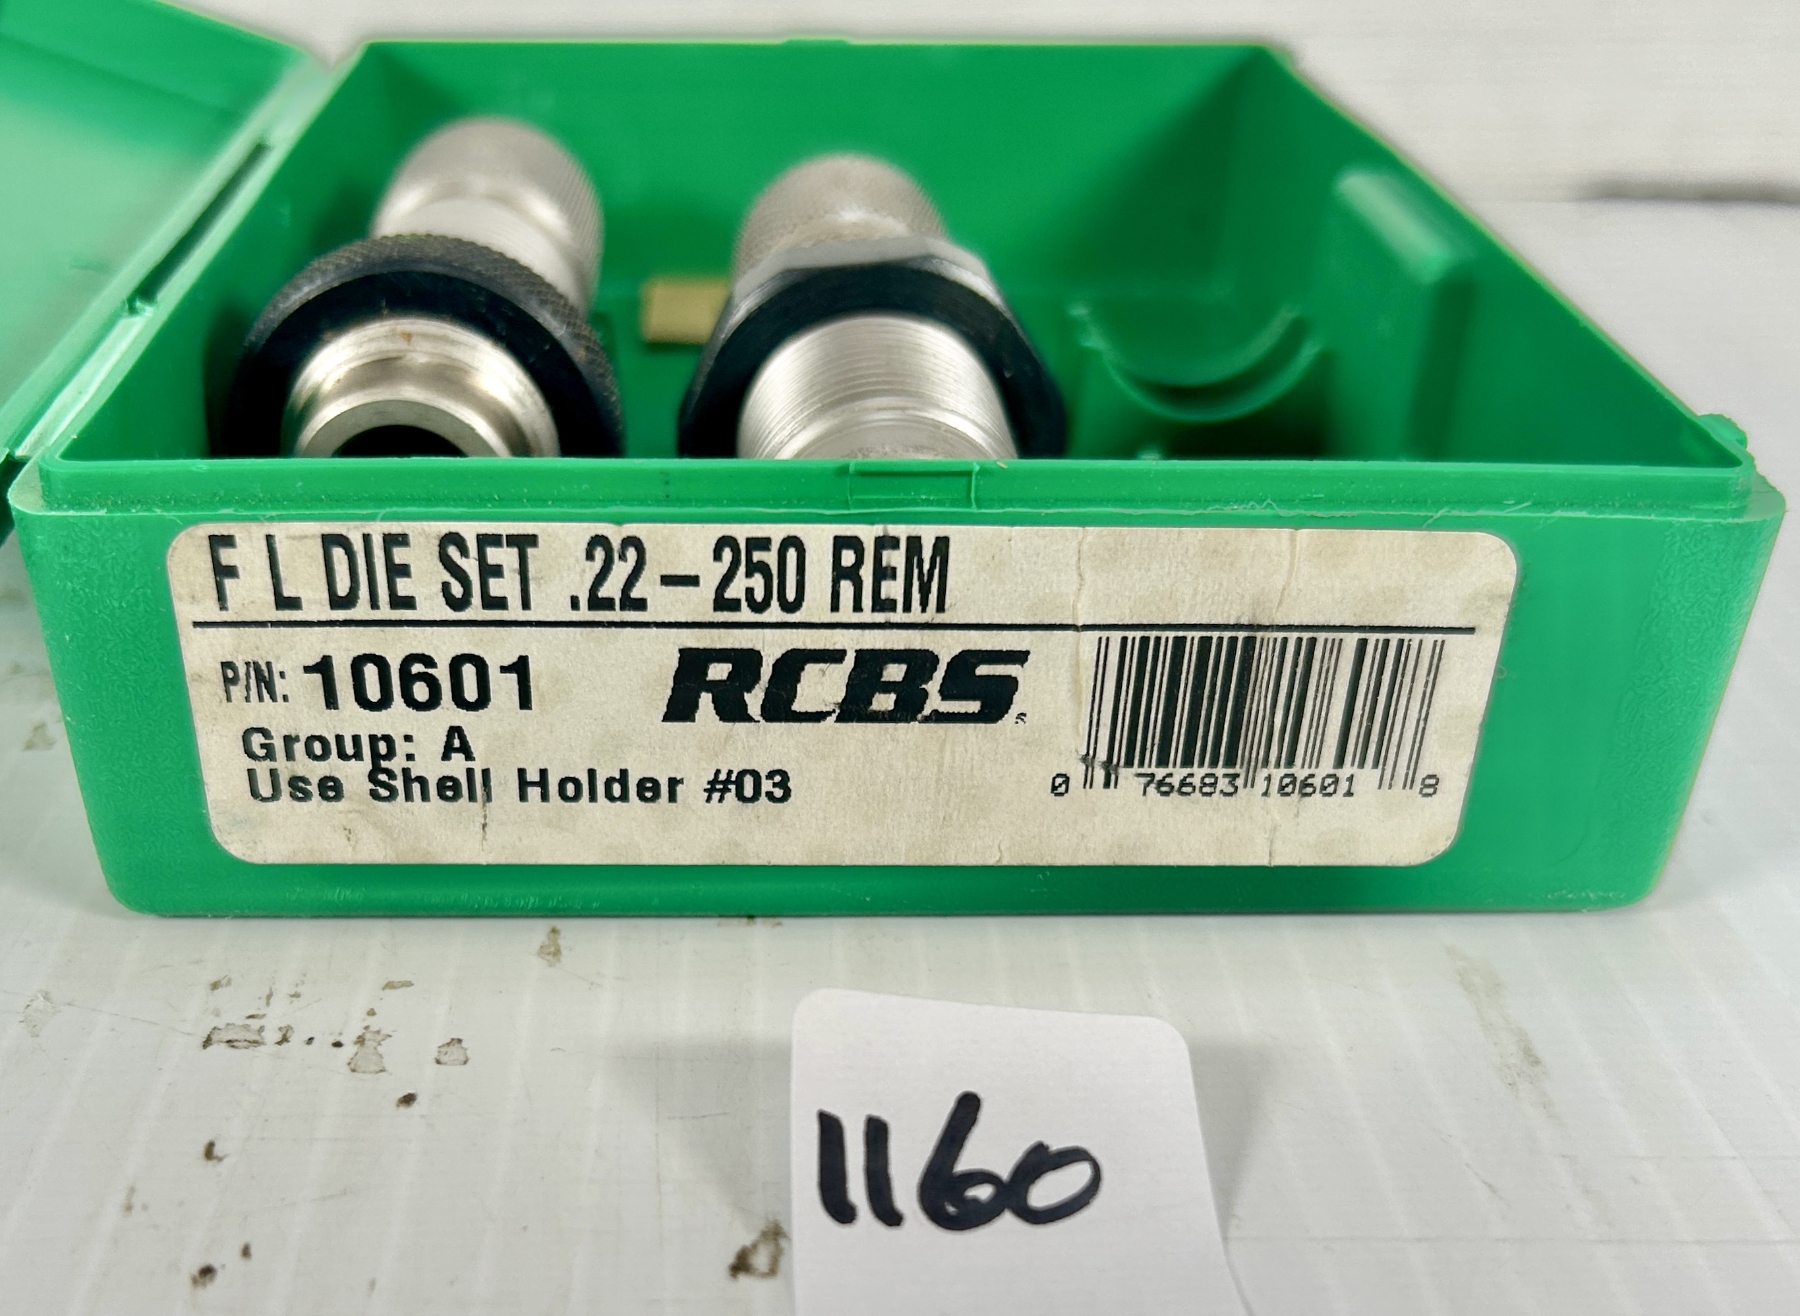 F L DIE SET .22-250 REM
P/N: 10601 RCBS
Group: A
Use Shell Holder #03
0 76683 10601 8
1160